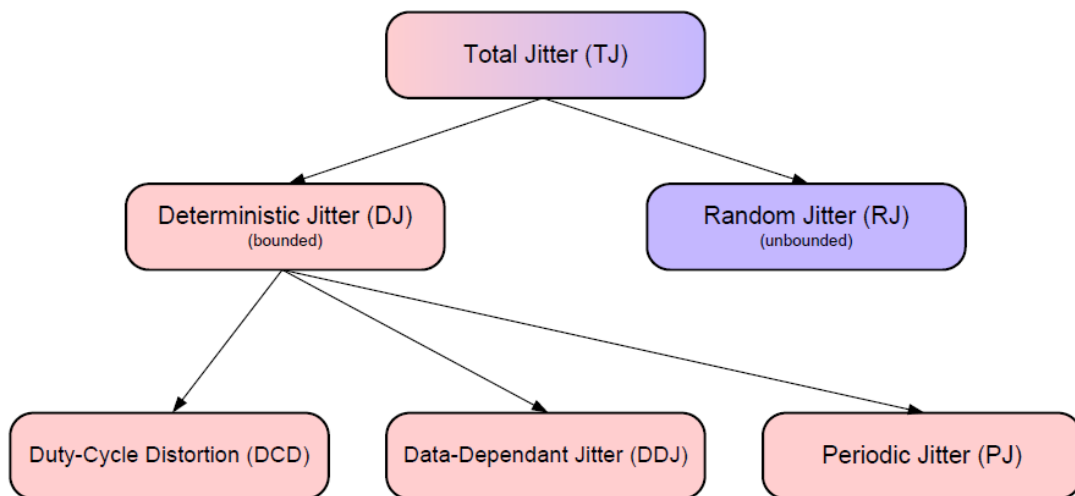 Total Jitter (TJ)
Deterministic Jitter (DJ)
(bounded)
Random Jitter (RJ)
(unbounded)
Duty-Cycle Distortion (DCD)
Data-Dependant Jitter (DDJ)
Periodic Jitter (PJ)